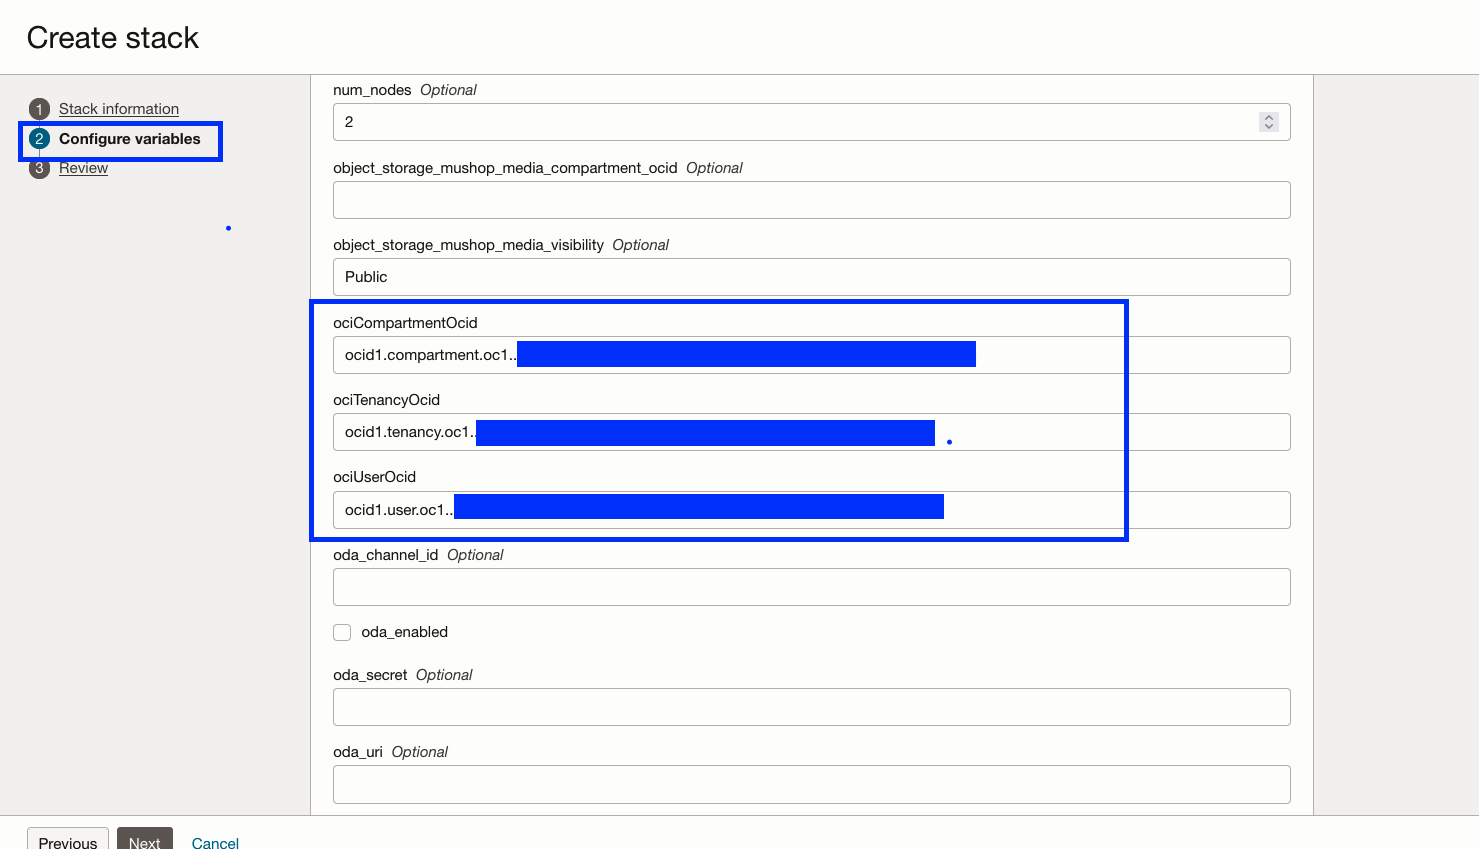 Create stack
1 Stack information
2 Configure variables
3 Review
num_nodes Optional
2
object_storage_mushop_media_compartment_ocid Optional
object_storage_mushop_media_visibility Optional
Public
ociCompartmentOcid
ocid1.compartment.oc1..
ociTenancyOcid
ocid1.tenancy.oc1..
ociUserOcid
ocid1.user.oc1..
oda_channel_id Optional
oda_enabled
oda_secret Optional
oda_uri Optional
Previous Next Cancel